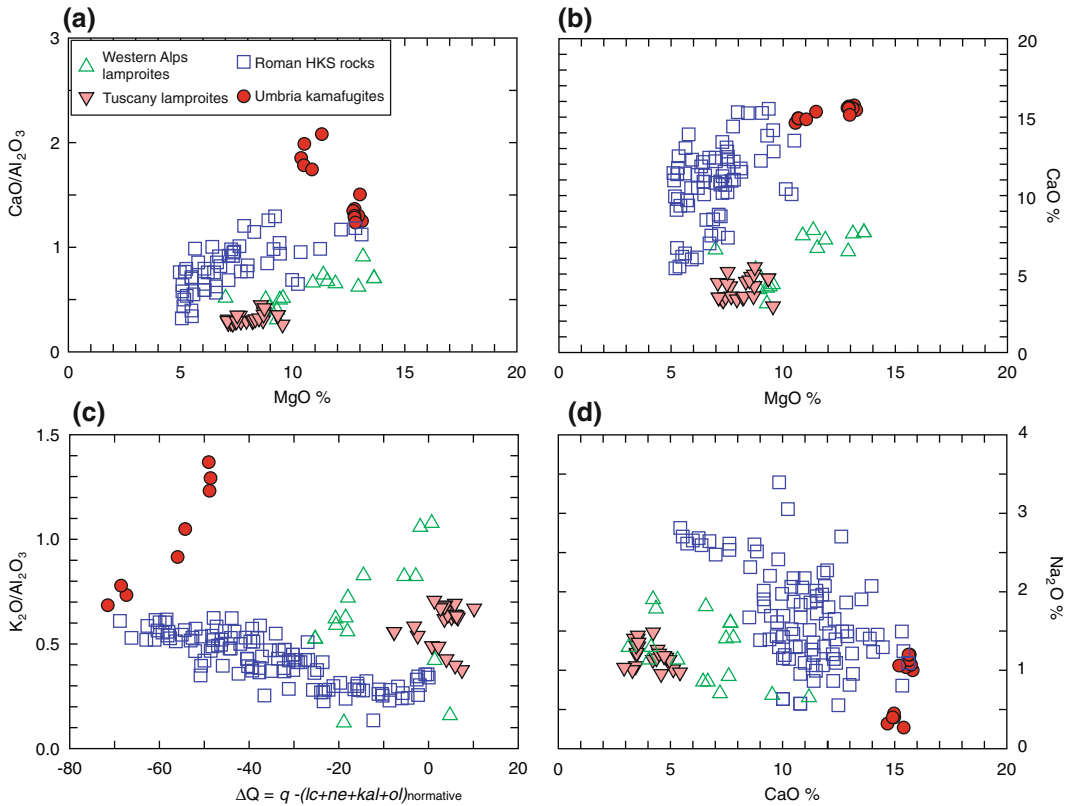 (a)
3
2
1
0
CaO/Al2O3
Western Alps
lamproites
Roman HKS rocks
Tuscany lamproites
Umbria kamafugites
0 5 10 15 20
MgO %
(b)
20
15
10
5
0
CaO %
0 5 10 15 20
MgO %
(c)
1.5
1.0
0.5
0.0
K2O/Al2O3
-80 -60 -40 -20 0 20
ΔQ = q -(lc+ne+kal+ol)normative
(d)
4
3
2
1
0
Na2O %
0 5 10 15 20
CaO %